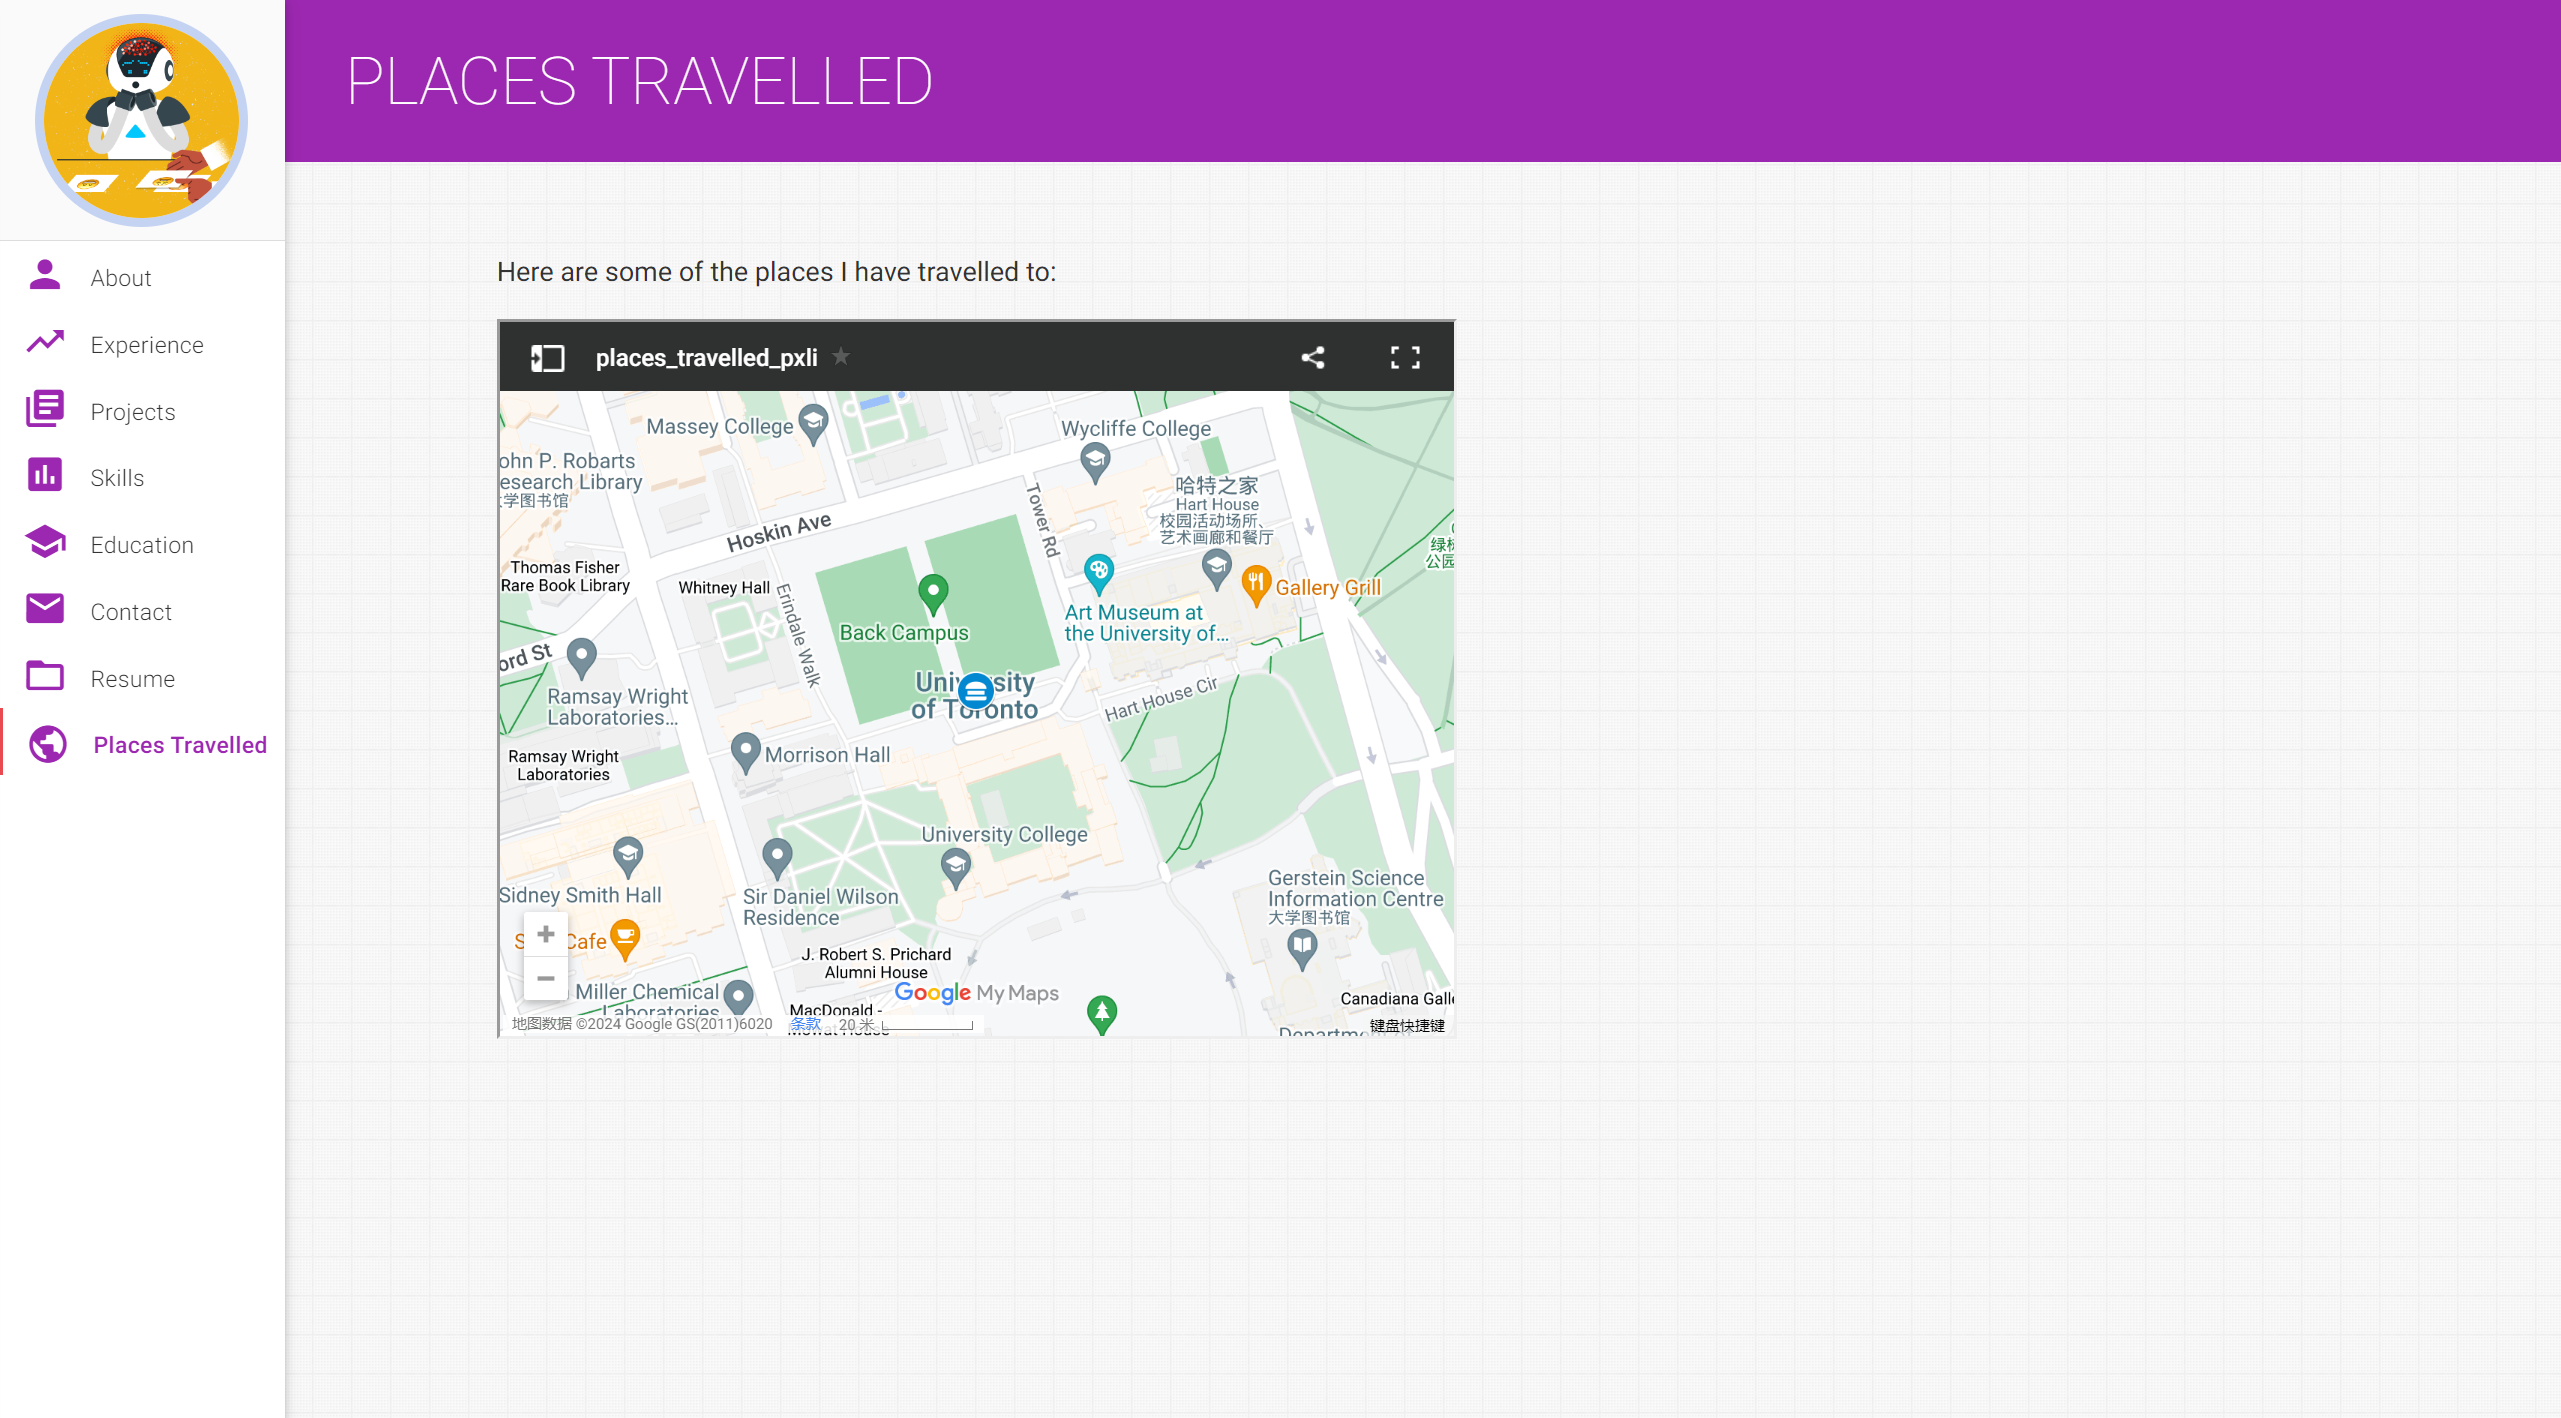 PLACES TRAVELLED
About
Experience
Projects
Skills
Education
Contact
Resume
Places Travelled
Here are some of the places I have travelled to:
places_travelled_pxli
Massey College
Wycliffe College
ohn P. Robarts
esearch Library
学图书馆
哈特之家
Hart House
校园活动场所、
艺术画廊和餐厅
Tower Rd
Hoskin Ave
绿树
公园
Thomas Fisher
Rare Book Library
Whitney Hall
Erindale Walk
Gallery Grill
Art Museum at
the University of...
Back Campus
ord St
University
of Toronto
Hart House Cir
Ramsay Wright
Laboratories...
Ramsay Wright
Laboratories
Morrison Hall
University College
Sidney Smith Hall
Sir Daniel Wilson
Residence
Gerstein Science
Information Centre
大学图书馆
Cafe
J. Robert S. Prichard
Alumni House
Miller Chemical
Laboratories
Google My Maps
Canadiana Galle
MacDonald -
Mowat House
地图数据 ©2024 Google GS(2011)6020
条款
20 米
键盘快捷键